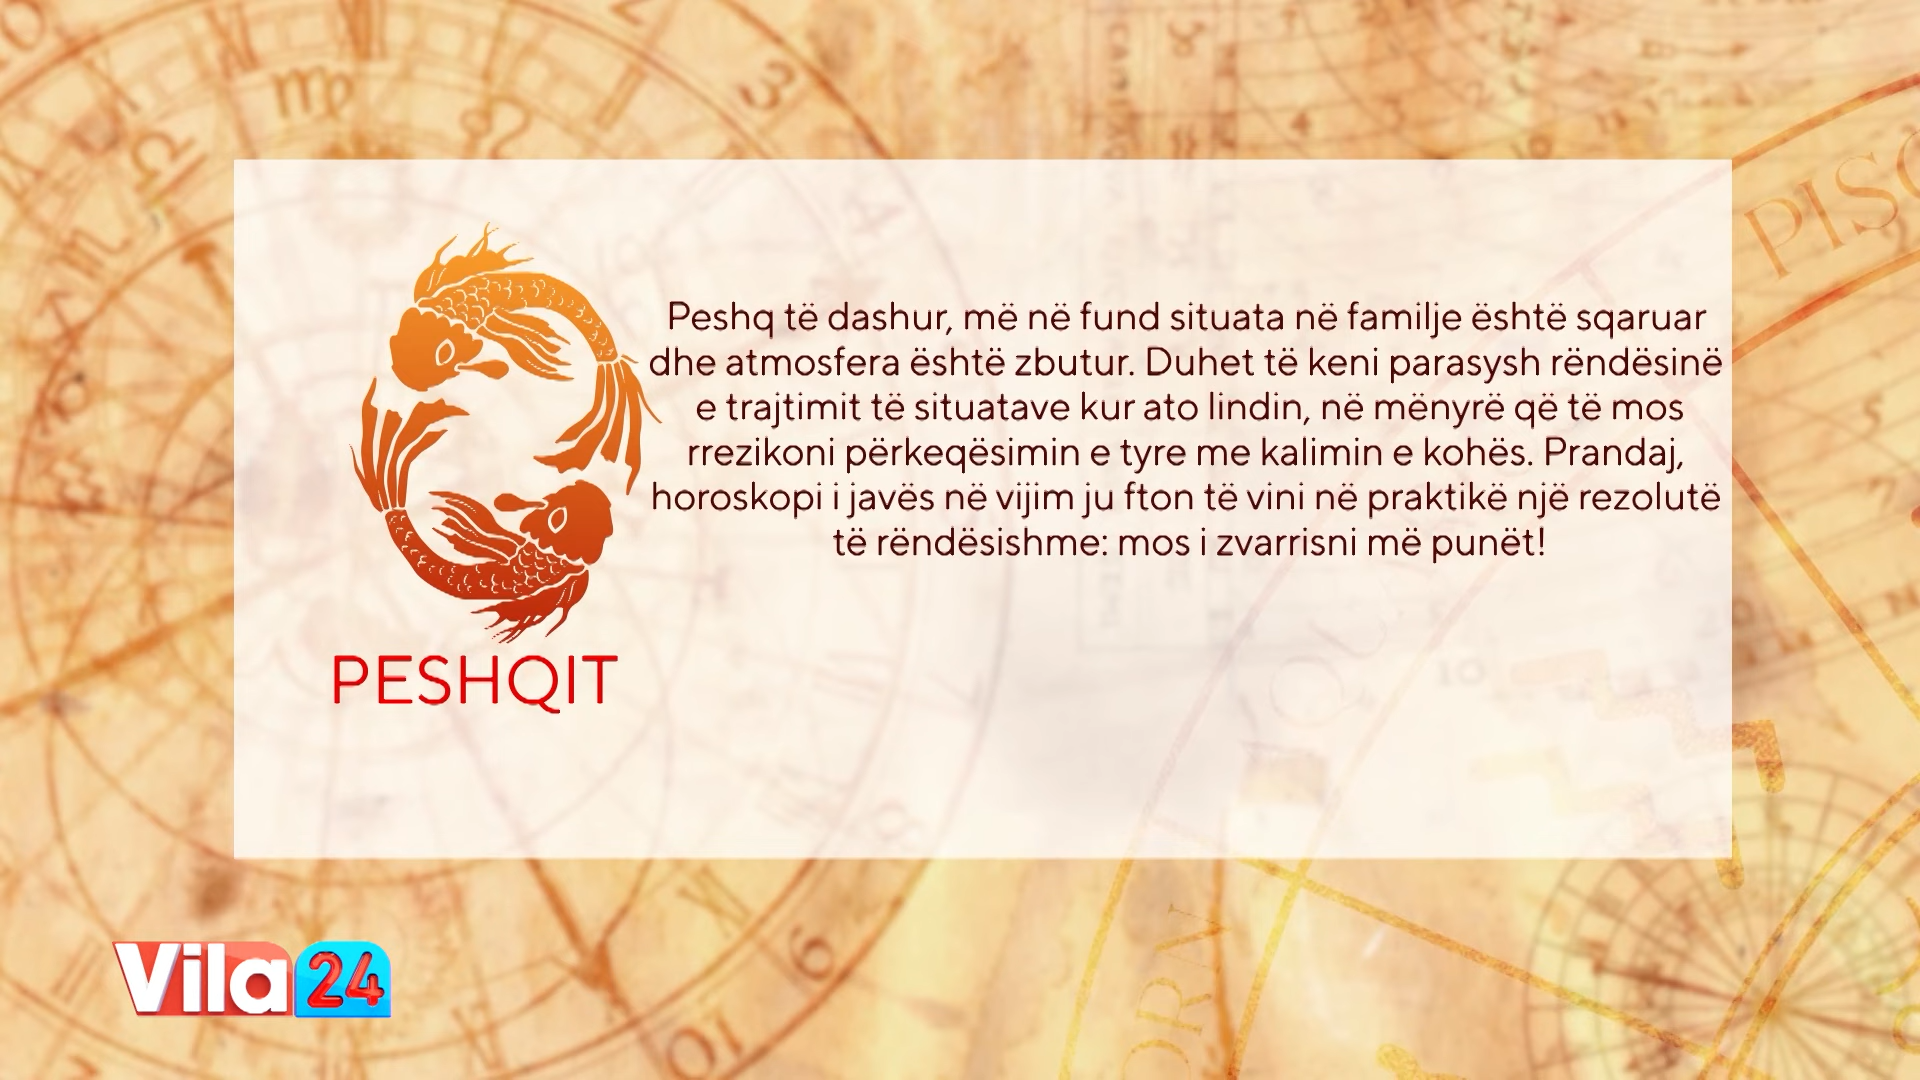 Peshq të dashur, më në fund situata në familje është sqaruar
dhe atmosfera është zbutur. Duhet të keni parasysh rëndësinë
e trajtimit të situatave kur ato lindin, në mënyrë që të mos
rrezikoni përkeqësimin e tyre me kalimin e kohës. Prandaj,
horoskopi i javës në vijim ju fton të vini në praktikë një rezolutë
të rëndësishme: mos i zvarrisni më punët!
PESHQIT
Vila 24